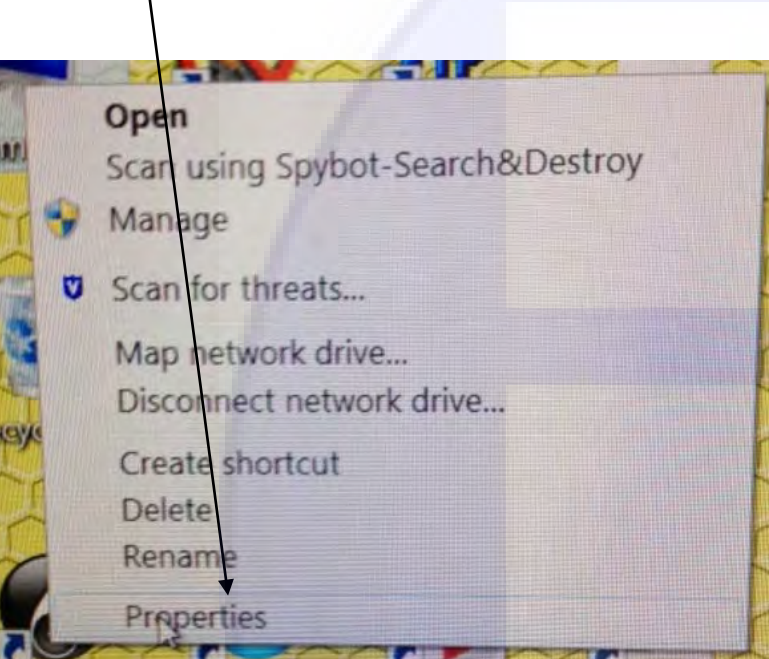 Open
Scan using Spybot-Search&Destroy
Manage
Scan for threats...
Map network drive...
Disconnect network drive...
Create shortcut
Delete
Rename
Properties